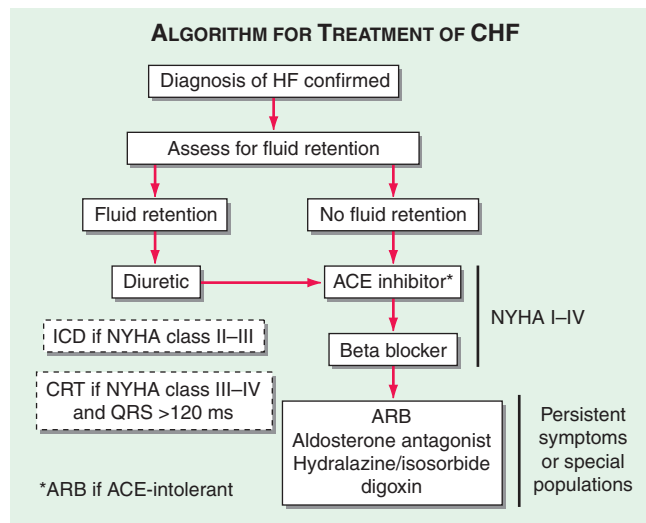 ALGORITHM FOR TREATMENT OF CHF
Diagnosis of HF confirmed
Assess for fluid retention
Fluid retention
No fluid retention
Diuretic
ACE inhibitor*
NYHA I–IV
ICD if NYHA class II–III
Beta blocker
CRT if NYHA class III–IV
and QRS >120 ms
ARB
Aldosterone antagonist
Hydralazine/isosorbide
digoxin
Persistent
symptoms
or special
populations
*ARB if ACE-intolerant